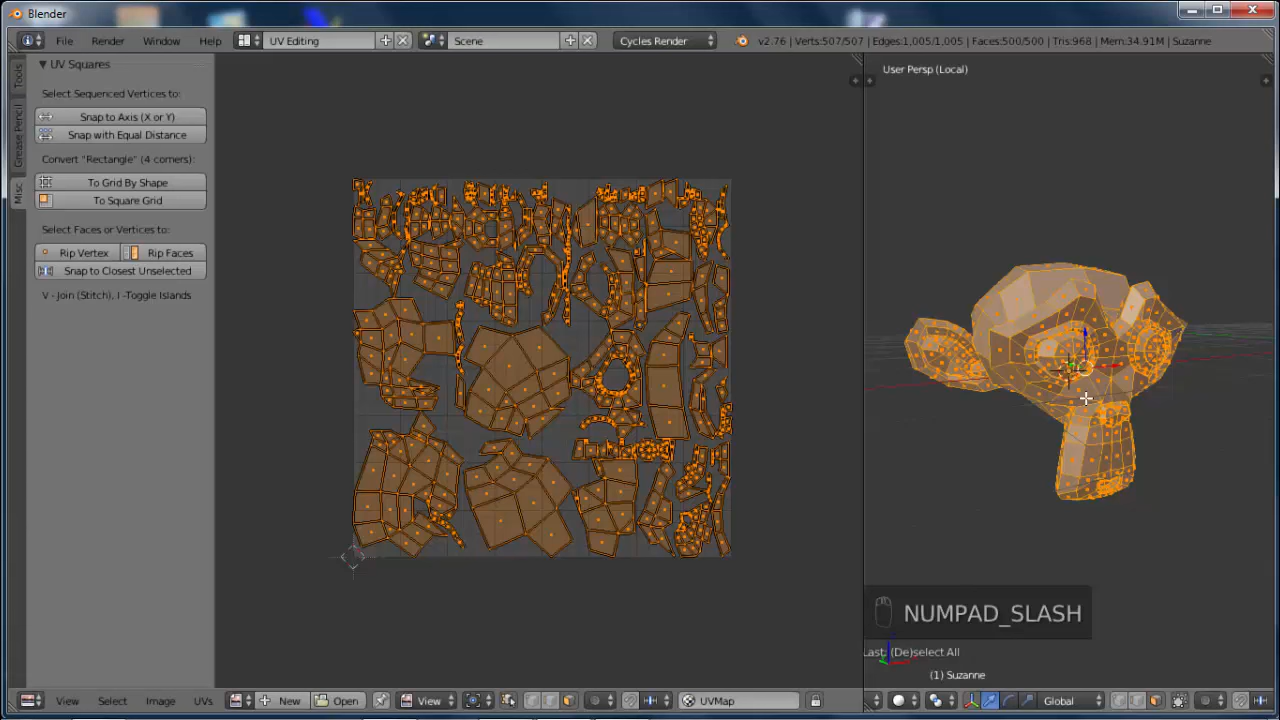 Blender
File Render Window Help UV Editing Scene Cycles Render v2.76 | Verts:507/507 | Edges:1,005/1,005 | Faces:500/500 | Tris:968 | Mem:34.91M | Suzanne
UV Squares
Select Sequenced Vertices to:
Snap to Axis (X or Y)
Snap with Equal Distance
Convert "Rectangle" (4 corners):
To Grid By Shape
To Square Grid
Select Faces or Vertices to:
Rip Vertex Rip Faces
Snap to Closest Unselected
V - Join (Stitch), I -Toggle Islands
Tools
Grease Pencil
Misc
User Persp (Local)
NUMPAD_SLASH
Last: (De)select All
(1) Suzanne
View Select Image UVs New Open View UVMap Global